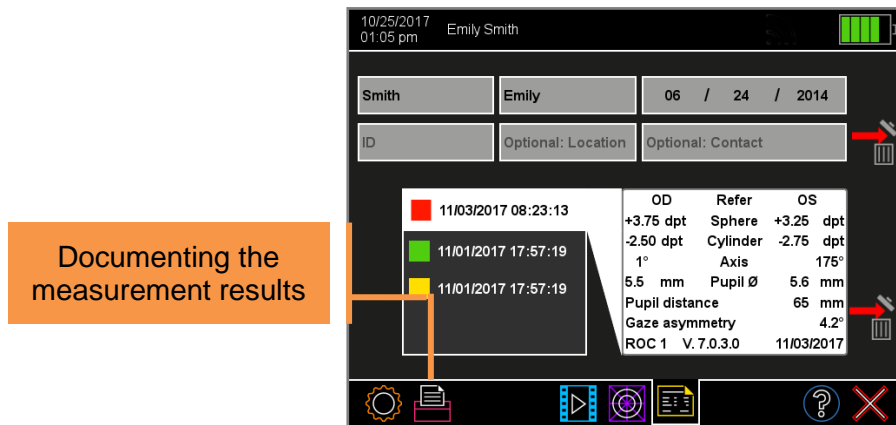 10/25/2017
01:05 pm
Emily Smith
Smith Emily 06 / 24 / 2014
ID Optional: Location Optional: Contact
11/03/2017 08:23:13
11/01/2017 17:57:19
11/01/2017 17:57:19
OD Refer OS
+3.75 dpt Sphere +3.25 dpt
-2.50 dpt Cylinder -2.75 dpt
1° Axis 175°
5.5 mm Pupil Ø 5.6 mm
Pupil distance 65 mm
Gaze asymmetry 4.2°
ROC 1 V. 7.0.3.0 11/03/2017
Documenting the
measurement results
?